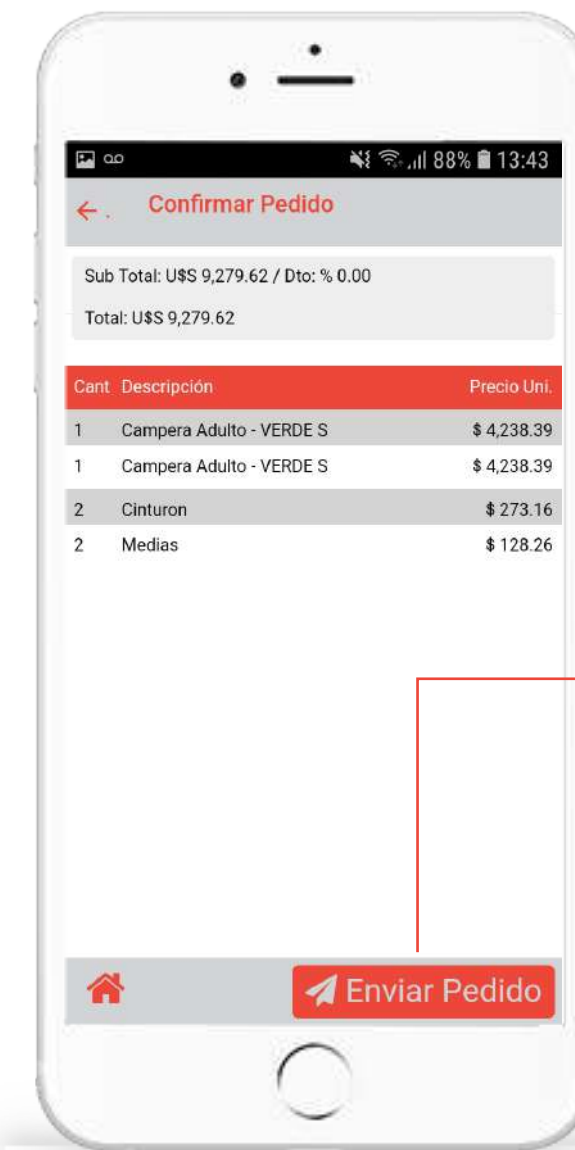 88% 13:43
Confirmar Pedido
Sub Total: U$S 9,279.62 / Dto: % 0.00
Total: U$S 9,279.62
Cant Descripción Precio Uni.
1 Campera Adulto - VERDE S $ 4,238.39
1 Campera Adulto - VERDE S $ 4,238.39
2 Cinturon $ 273.16
2 Medias $ 128.26
Enviar Pedido